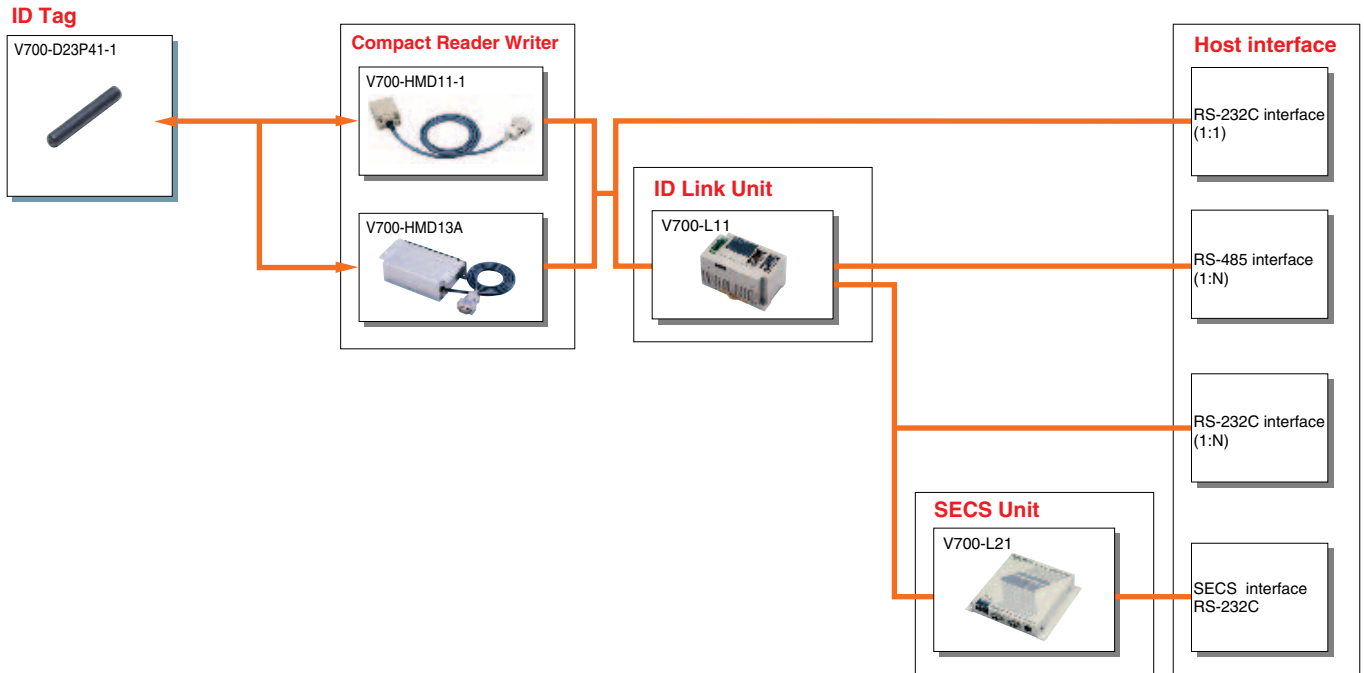 ID Tag
V700-D23P41-1
Compact Reader Writer
V700-HMD11-1
V700-HMD13A
ID Link Unit
V700-L11
SECS Unit
V700-L21
Host interface
RS-232C interface
(1:1)
RS-485 interface
(1:N)
RS-232C interface
(1:N)
SECS interface
RS-232C